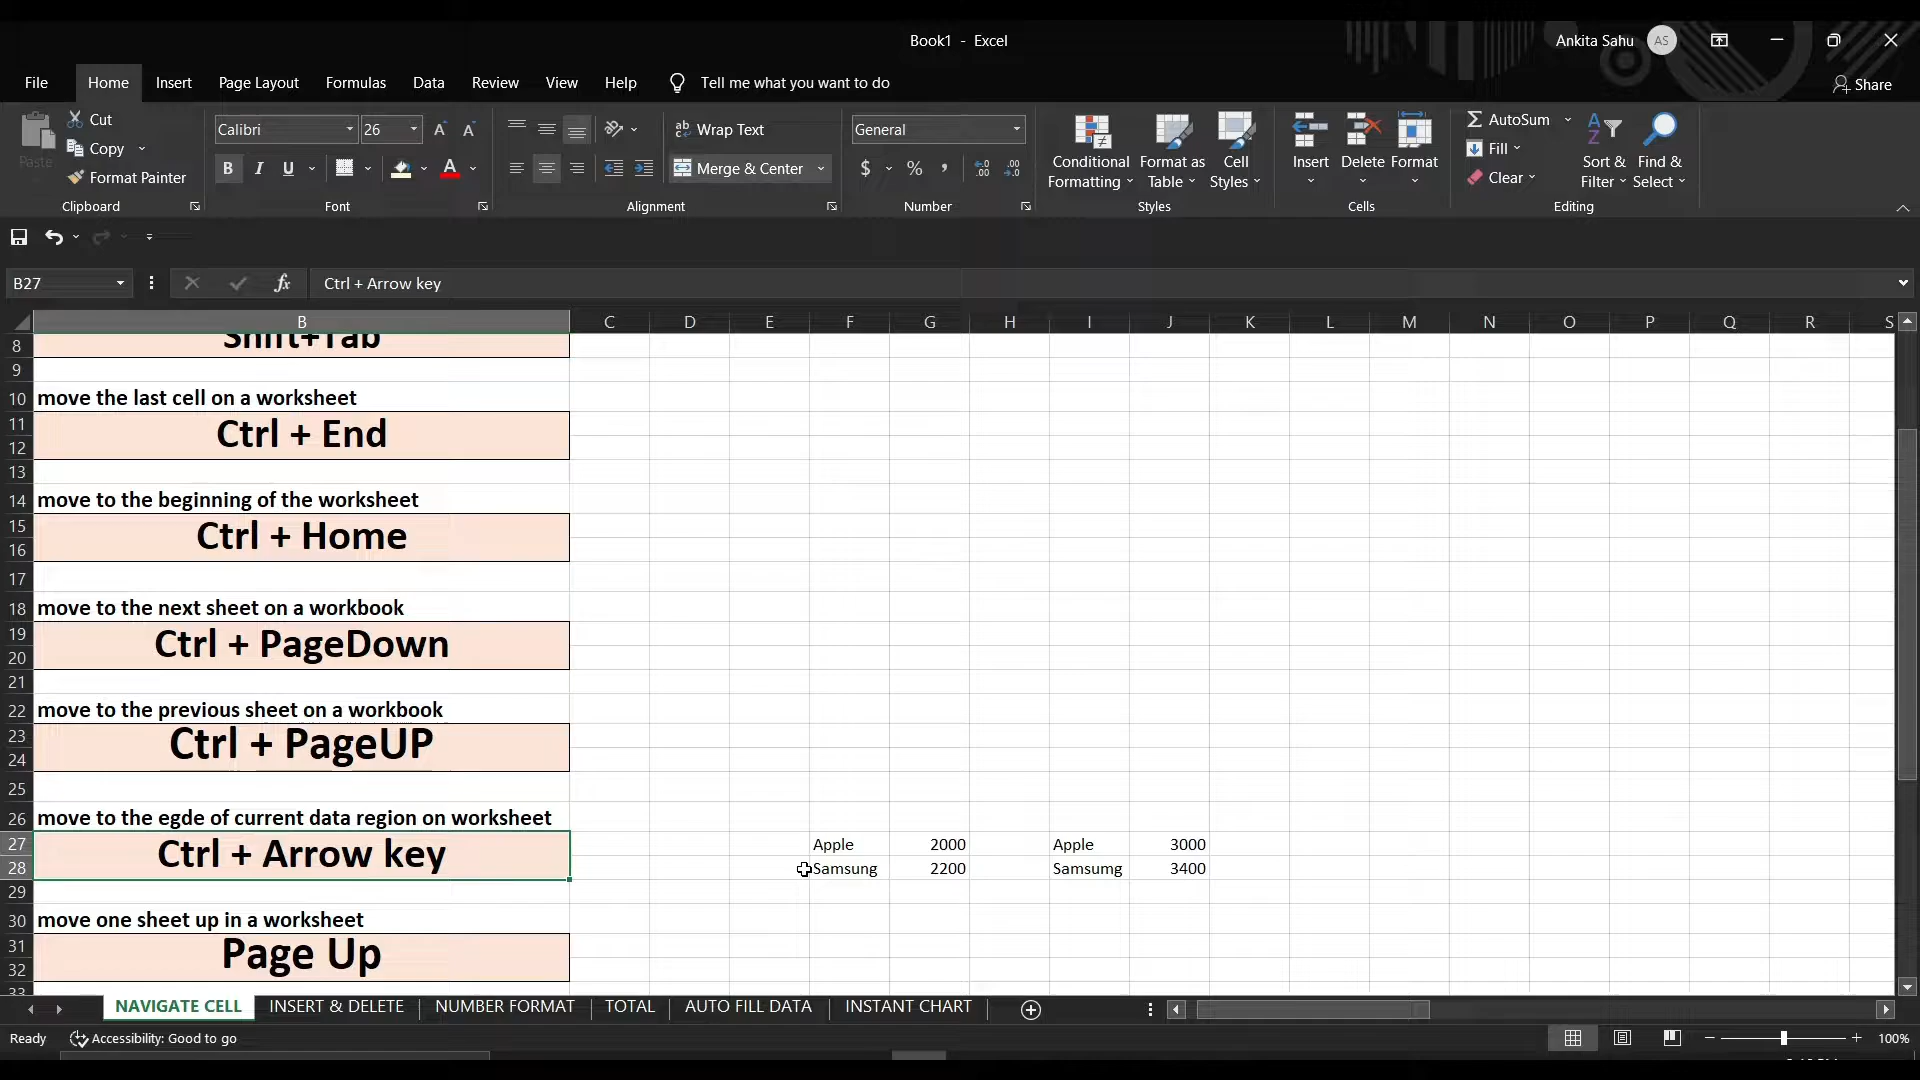 Book1 - Excel
Ankita Sahu AS
File Home Insert Page Layout Formulas Data Review View Help Tell me what you want to do
Share
Paste
Cut
Copy
Format Painter
Clipboard
Calibri 26
B I U
Font
Wrap Text
Merge & Center
Alignment
General
$ % ,
Number
Conditional Formatting
Format as Table
Cell Styles
Styles
Insert Delete Format
Cells
AutoSum
Fill
Clear
Sort & Filter
Find & Select
Editing
B27 fx Ctrl + Arrow key
B C D E F G H I J K L M N O P Q R S
8 Shift+Tab
9
10 move the last cell on a worksheet
11 Ctrl + End
12
13
14 move to the beginning of the worksheet
15 Ctrl + Home
16
17
18 move to the next sheet on a workbook
19 Ctrl + PageDown
20
21
22 move to the previous sheet on a workbook
23 Ctrl + PageUP
24
25
26 move to the egde of current data region on worksheet
27 Ctrl + Arrow key Apple 2000 Apple 3000
28 Samsung 2200 Samsumg 3400
29
30 move one sheet up in a worksheet
31 Page Up
32
33
NAVIGATE CELL INSERT & DELETE NUMBER FORMAT TOTAL AUTO FILL DATA INSTANT CHART
Ready Accessibility: Good to go 100%